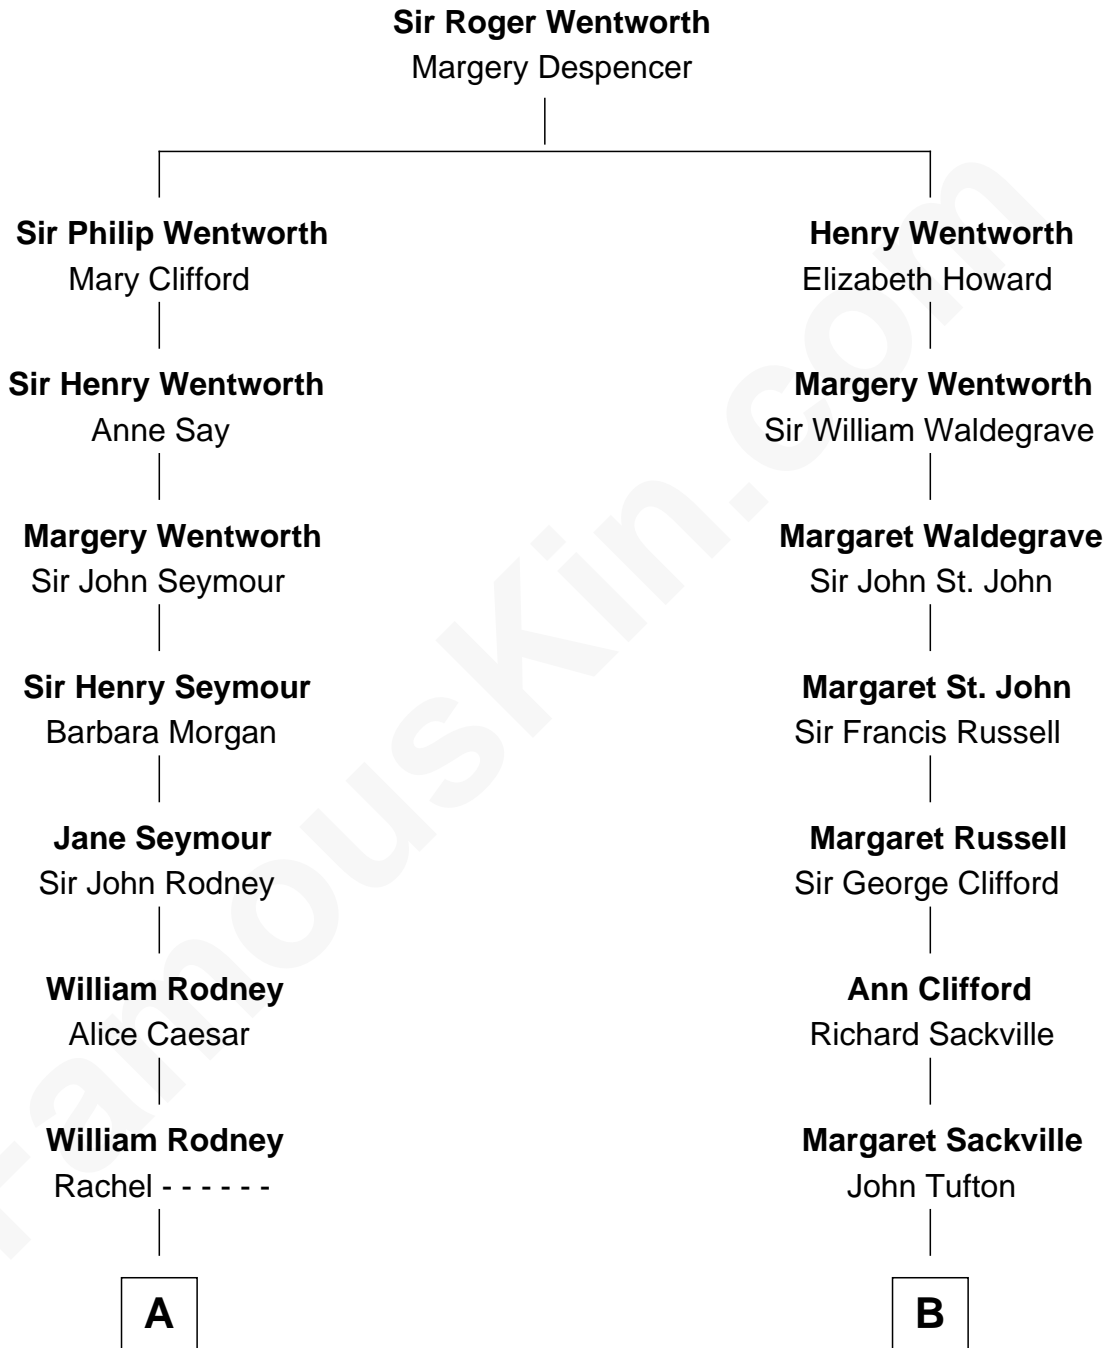 Sir Roger Wentworth
Margery Despencer
Sir Philip Wentworth
Mary Clifford
Henry Wentworth
Elizabeth Howard
Sir Henry Wentworth
Anne Say
Margery Wentworth
Sir William Waldegrave
Margery Wentworth
Sir John Seymour
Margaret Waldegrave
Sir John St. John
Sir Henry Seymour
Barbara Morgan
Margaret St. John
Sir Francis Russell
Jane Seymour
Sir John Rodney
Margaret Russell
Sir George Clifford
William Rodney
Alice Caesar
Ann Clifford
Richard Sackville
William Rodney
Rachel - - - - - -
Margaret Sackville
John Tufton
A
B
FamousKin.com